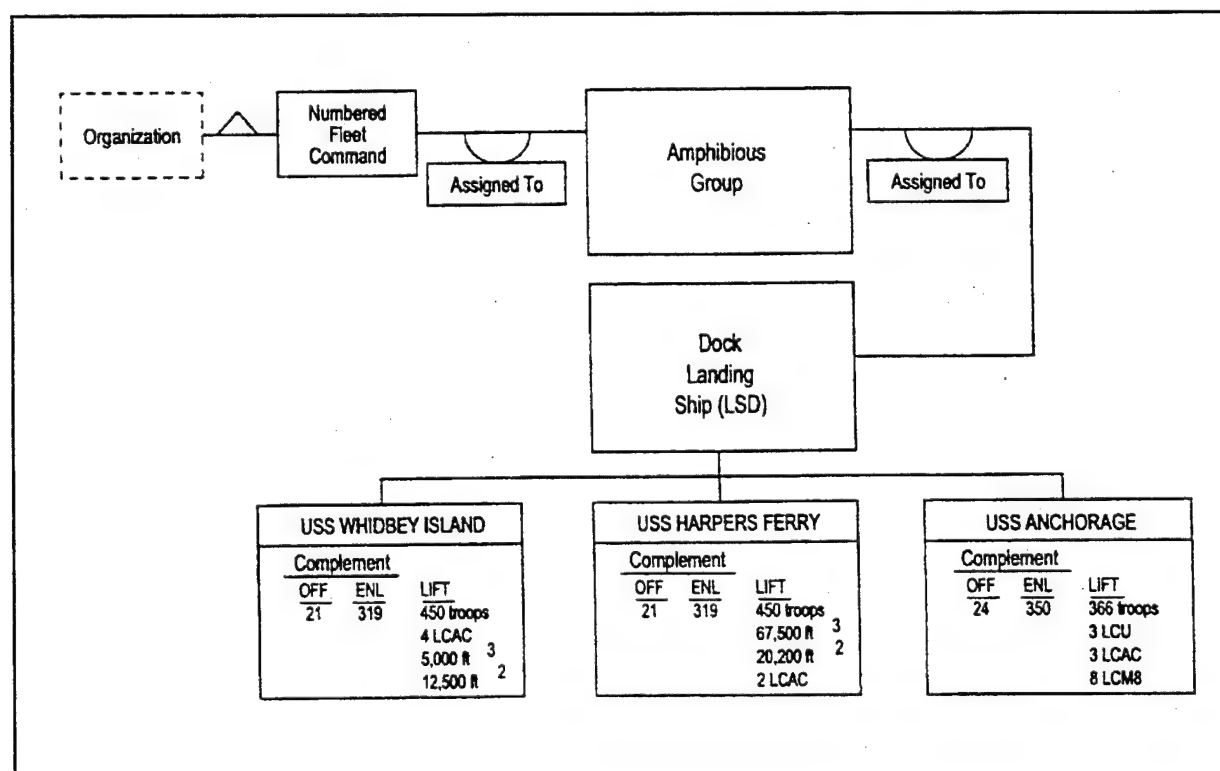 Organization
Numbered
Fleet
Command
Assigned To
Amphibious
Group
Assigned To
Dock
Landing
Ship (LSD)
USS WHIDBEY ISLAND
Complement
OFF ENL LIFT
21 319 450 troops
4 LCAC
5,000 ft 3
12,500 ft 2
USS HARPERS FERRY
Complement
OFF ENL LIFT
21 319 450 troops
67,500 ft 3
20,200 ft 2
2 LCAC
USS ANCHORAGE
Complement
OFF ENL LIFT
24 350 366 troops
3 LCU
3 LCAC
8 LCM8